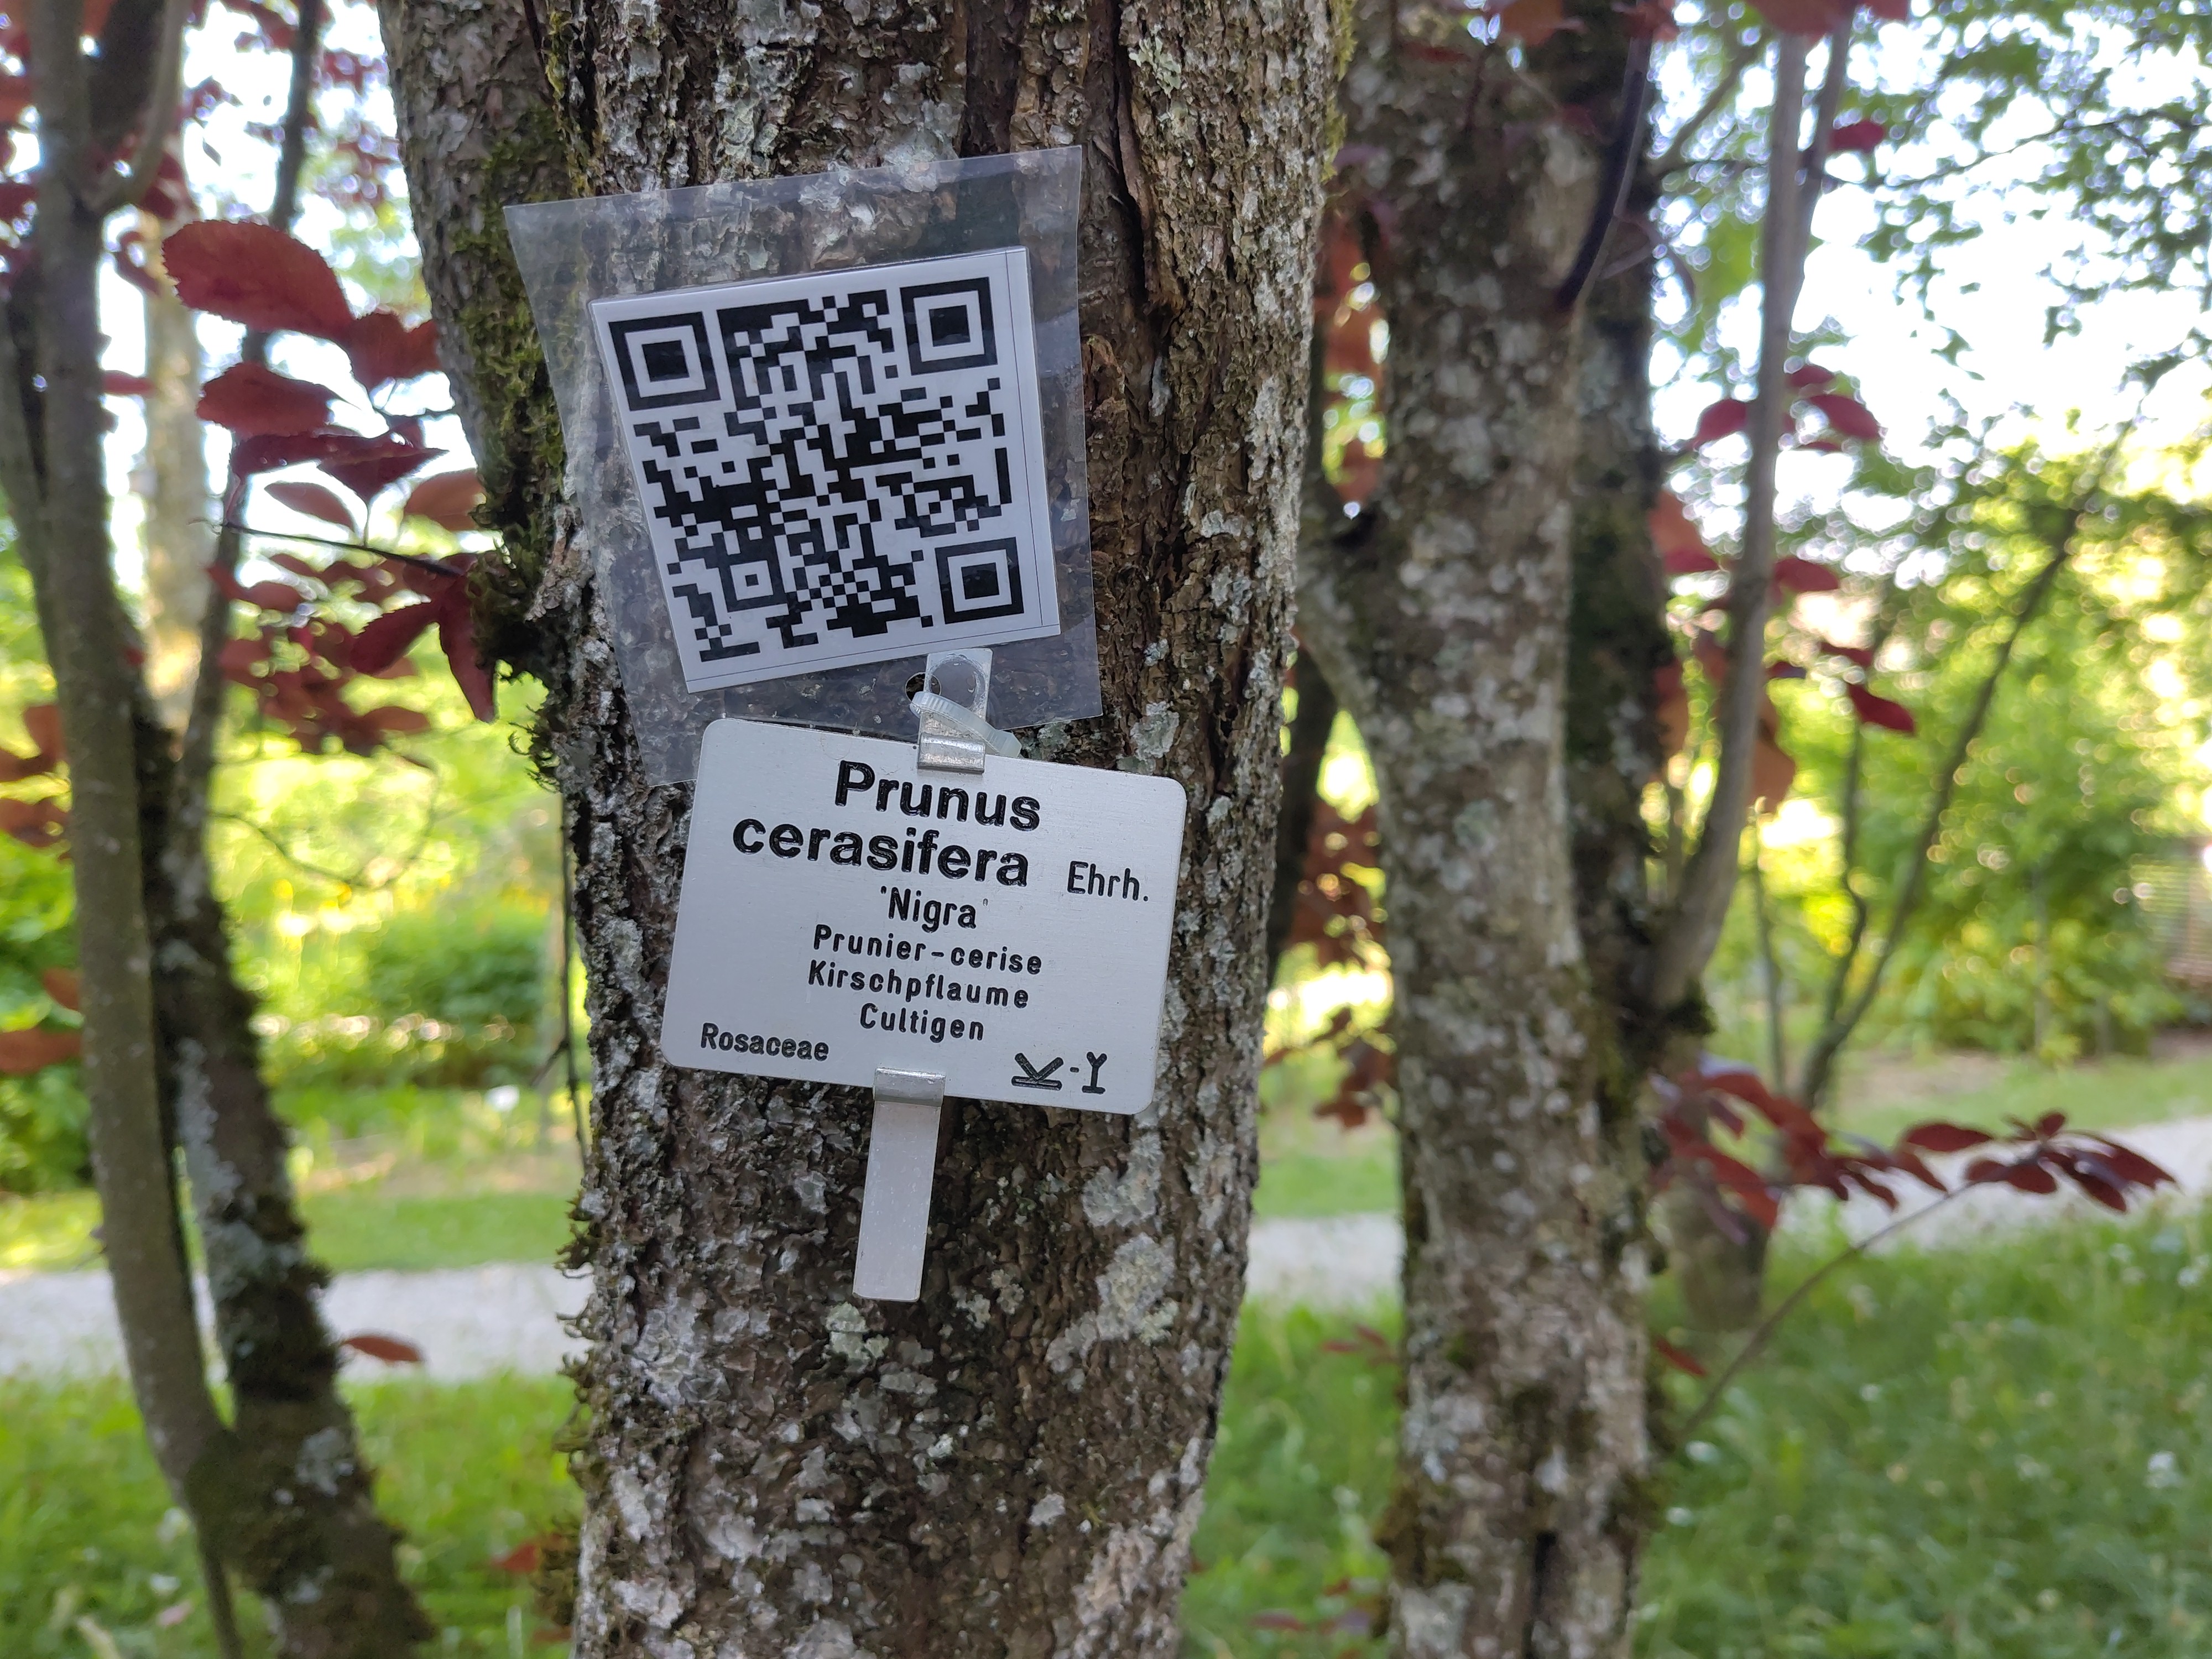 Prunus
cerasifera Ehrh.
'Nigra'
Prunier-cerise
Kirschpflaume
Cultigen
Rosaceae
K-Y